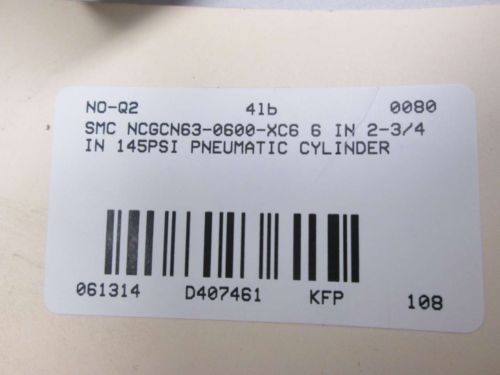 NO-Q2 4lb 0080
SMC NCGCN63-0600-XC6 6 IN 2-3/4
IN 145PSI PNEUMATIC CYLINDER
061314 D407461 KFP 108